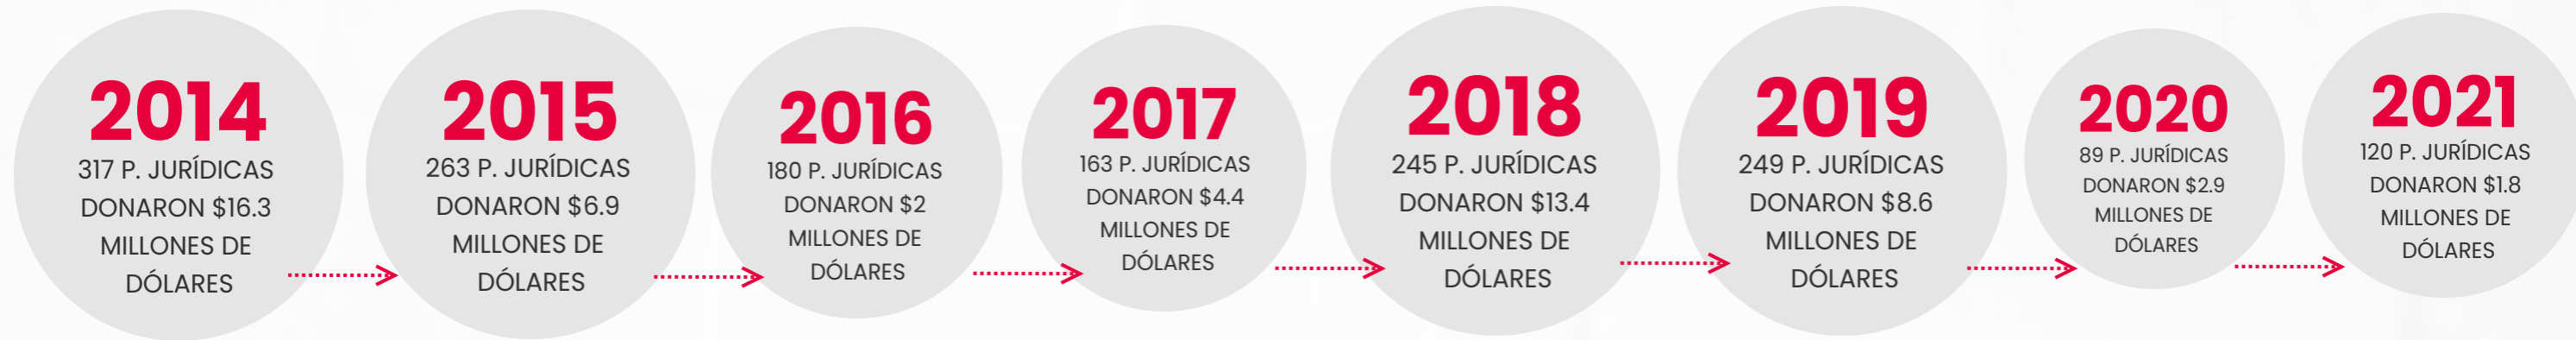 2014
317 P. JURÍDICAS
DONARON $16.3
MILLONES DE
DÓLARES
2015
263 P. JURÍDICAS
DONARON $6.9
MILLONES DE
DÓLARES
2016
180 P. JURÍDICAS
DONARON $2
MILLONES DE
DÓLARES
2017
163 P. JURÍDICAS
DONARON $4.4
MILLONES DE
DÓLARES
2018
245 P. JURÍDICAS
DONARON $13.4
MILLONES DE
DÓLARES
2019
249 P. JURÍDICAS
DONARON $8.6
MILLONES DE
DÓLARES
2020
89 P. JURÍDICAS
DONARON $2.9
MILLONES DE
DÓLARES
2021
120 P. JURÍDICAS
DONARON $1.8
MILLONES DE
DÓLARES